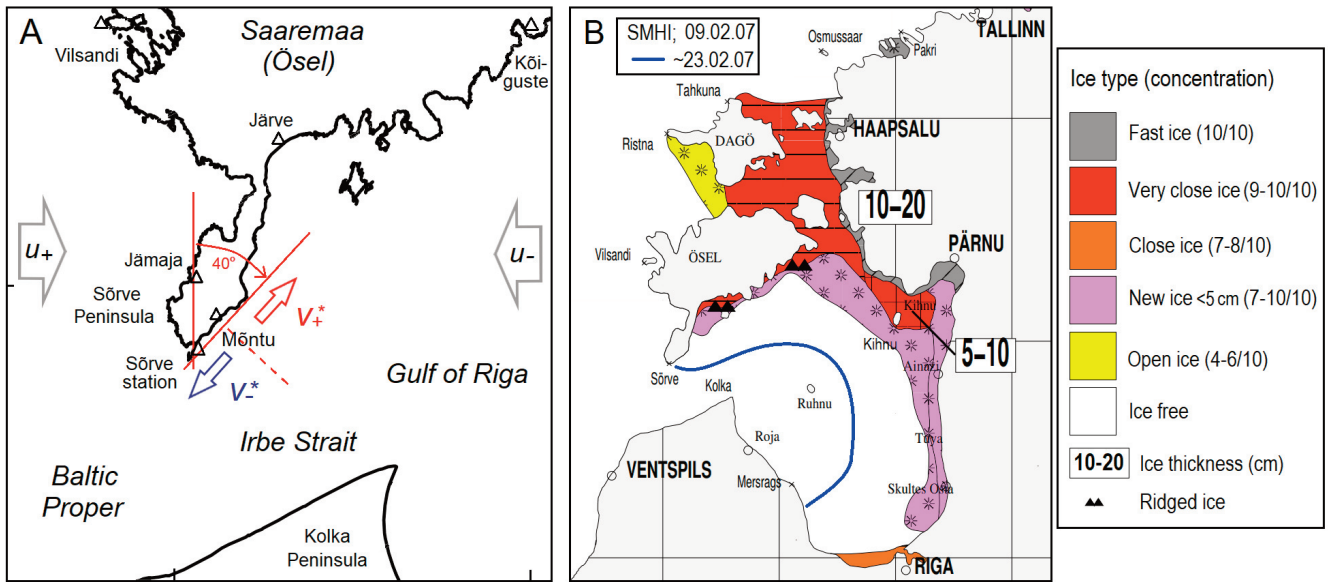 A
Vilsandi
Saaremaa
(Ösel)
Kõi-
guste
Järve
u+
u-
Jämaja
40°
Sõrve
Peninsula
V+*
Mõntu
Sõrve
station
V-*
Gulf of Riga
Irbe Strait
Baltic
Proper
Kolka
Peninsula
B
SMHI; 09.02.07
~23.02.07
TALLINN
Osmussaar
Pakri
Tahkuna
HAAPSALU
Ristna
DAGÖ
10–20
PÄRNU
Vilsandi
ÖSEL
Kihnu
Kihnu
5–10
Ainazi
Sõrve
Kolka
Ruhnu
Roja
Tuya
VENTSPILS
Mersrags
Skultes Osta
RIGA
Ice type (concentration)
Fast ice (10/10)
Very close ice (9-10/10)
Close ice (7-8/10)
New ice <5 cm (7-10/10)
Open ice (4-6/10)
Ice free
10-20 Ice thickness (cm)
Ridged ice